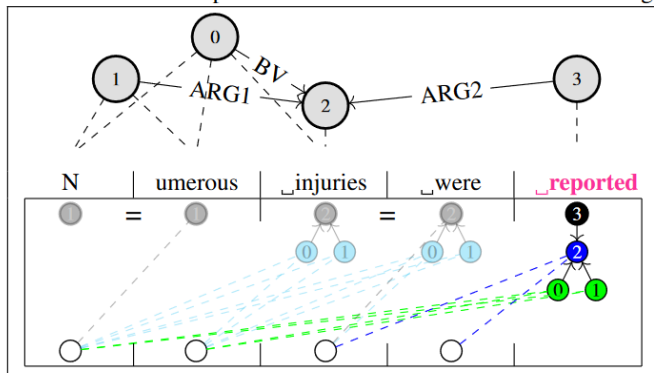 0
1 BV 3
ARG1 2 ARG2
N umerous ␣injuries ␣were ␣reported
1 = 1 2 = 2 3
0 1 0 1 2
0 1